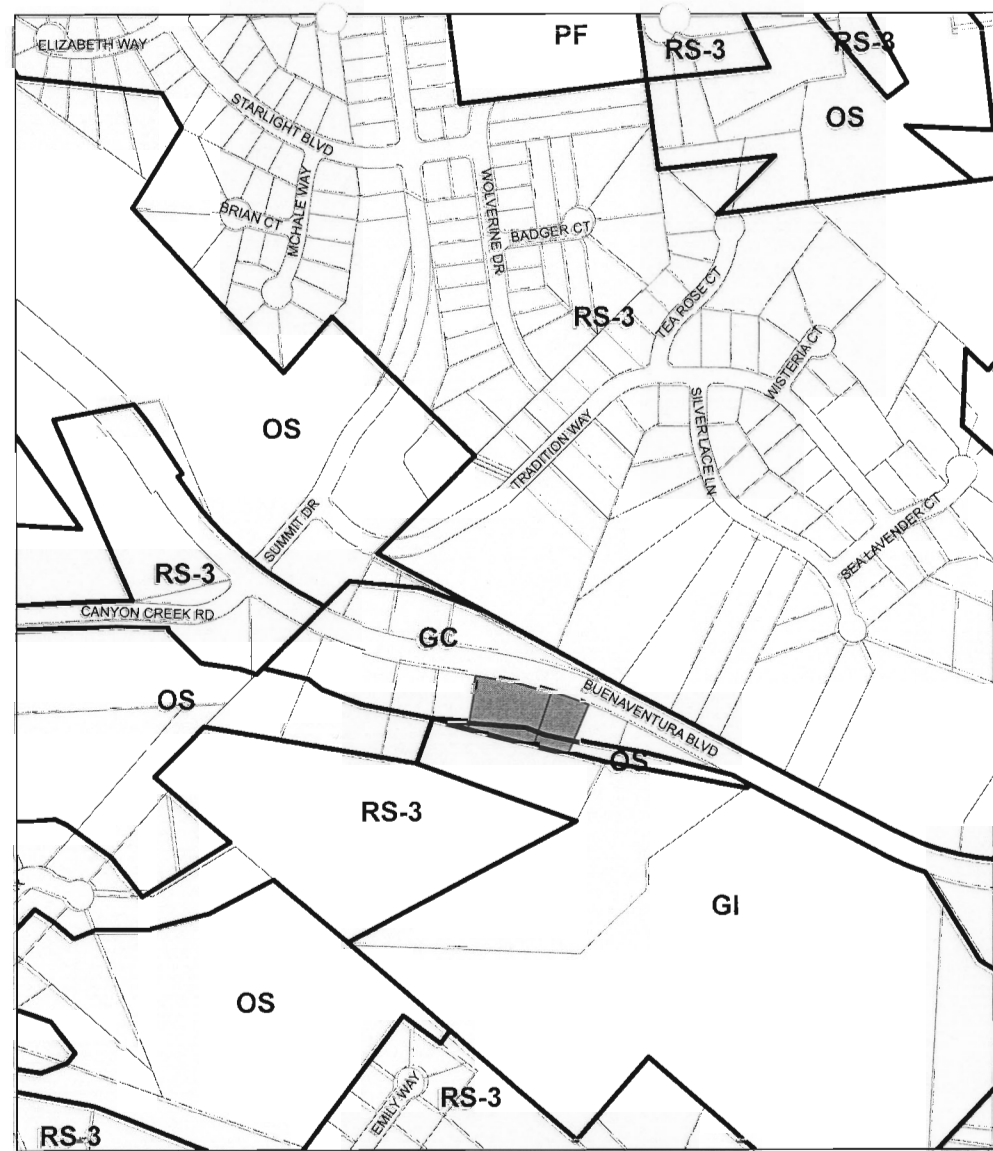 PF
RS-3
RS-3
ELIZABETH WAY
STARLIGHT BLVD
OS
MCHALE WAY
WOLVERINE DR
BRIAN CT
BADGER CT
TEA ROSE CT
RS-3
WISTERIA CT
SILVER LACE LN
OS
TRADITION WAY
SUMMIT DR
SEA LAVENDER CT
RS-3
CANYON CREEK RD
GC
OS
BUENAVENTURA BLVD
OS
RS-3
GI
OS
EMILY WAY
RS-3
RS-3